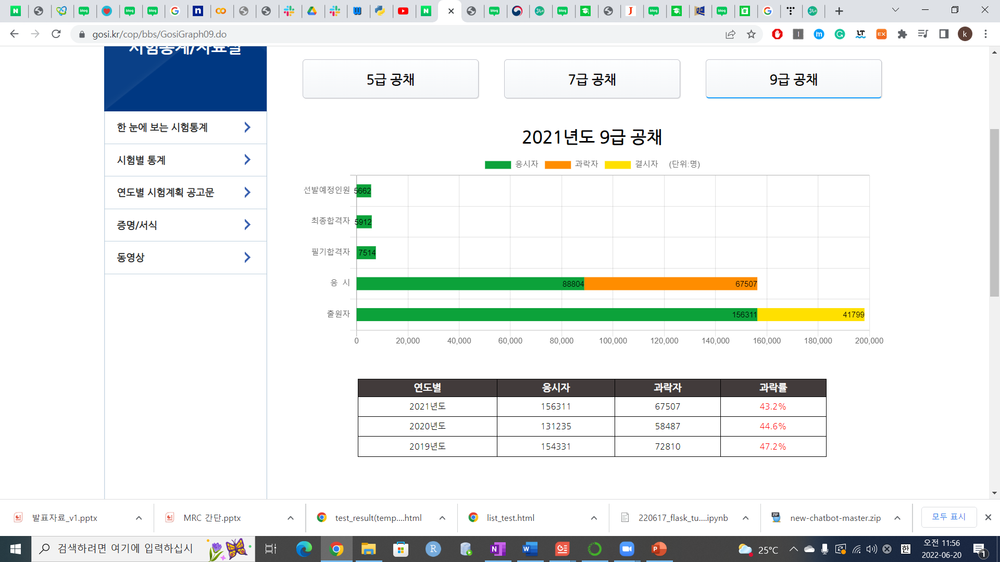 gosi.kr/cop/bbs/GosiGraph09.do
시험통계/자료실
한 눈에 보는 시험통계
시험별 통계
연도별 시험계획 공고문
증명/서식
동영상
5급 공채
7급 공채
9급 공채
2021년도 9급 공채
응시자 과락자 결시자 (단위:명)
선발예정인원 5662
최종합격자 5912
필기합격자 7514
응 시 88804 67507
출원자 156311 41799
0 20,000 40,000 60,000 80,000 100,000 120,000 140,000 160,000 180,000 200,000
연도별 응시자 과락자 과락률
2021년도 156311 67507 43.2%
2020년도 131235 58487 44.6%
2019년도 154331 72810 47.2%
발표자료_v1.pptx
MRC 간단.pptx
test_result(temp....html
list_test.html
220617_flask_tu....ipynb
new-chatbot-master.zip
모두 표시
검색하려면 여기에 입력하십시
25°C
한
오전 11:56
2022-06-20
1